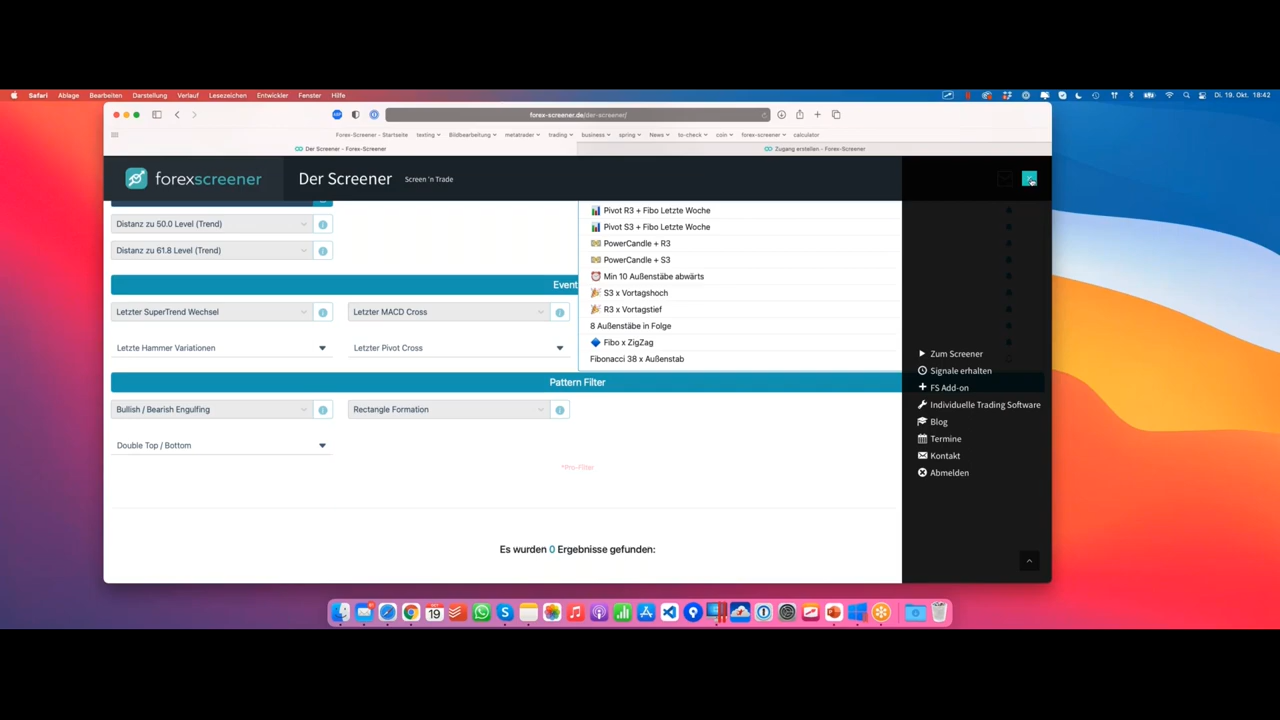 Safari Ablage Bearbeiten Darstellung Verlauf Lesezeichen Entwickler Fenster Hilfe
Di. 19. Okt. 18:42
forex-screener.de/der-screener/
Forex-Screener - Startseite texting Bildbearbeitung metatrader trading business spring News to-check coin forex-screener calculator
Der Screener - Forex-Screener
Zugang erstellen - Forex-Screener
forexscreener
Der Screener
Screen 'n Trade
Pivot R3 + Fibo Letzte Woche
Distanz zu 50.0 Level (Trend)
Pivot S3 + Fibo Letzte Woche
PowerCandle + R3
Distanz zu 61.8 Level (Trend)
PowerCandle + S3
Min 10 Außenstäbe abwärts
Event
S3 x Vortagshoch
Letzter SuperTrend Wechsel
Letzter MACD Cross
R3 x Vortagstief
8 Außenstäbe in Folge
Letzte Hammer Variationen
Letzter Pivot Cross
Fibo x ZigZag
Fibonacci 38 x Außenstab
Zum Screener
Signale erhalten
FS Add-on
Individuelle Trading Software
Blog
Termine
Kontakt
Abmelden
Pattern Filter
Bullish / Bearish Engulfing
Rectangle Formation
Double Top / Bottom
*Pro-Filter
Es wurden 0 Ergebnisse gefunden:
19